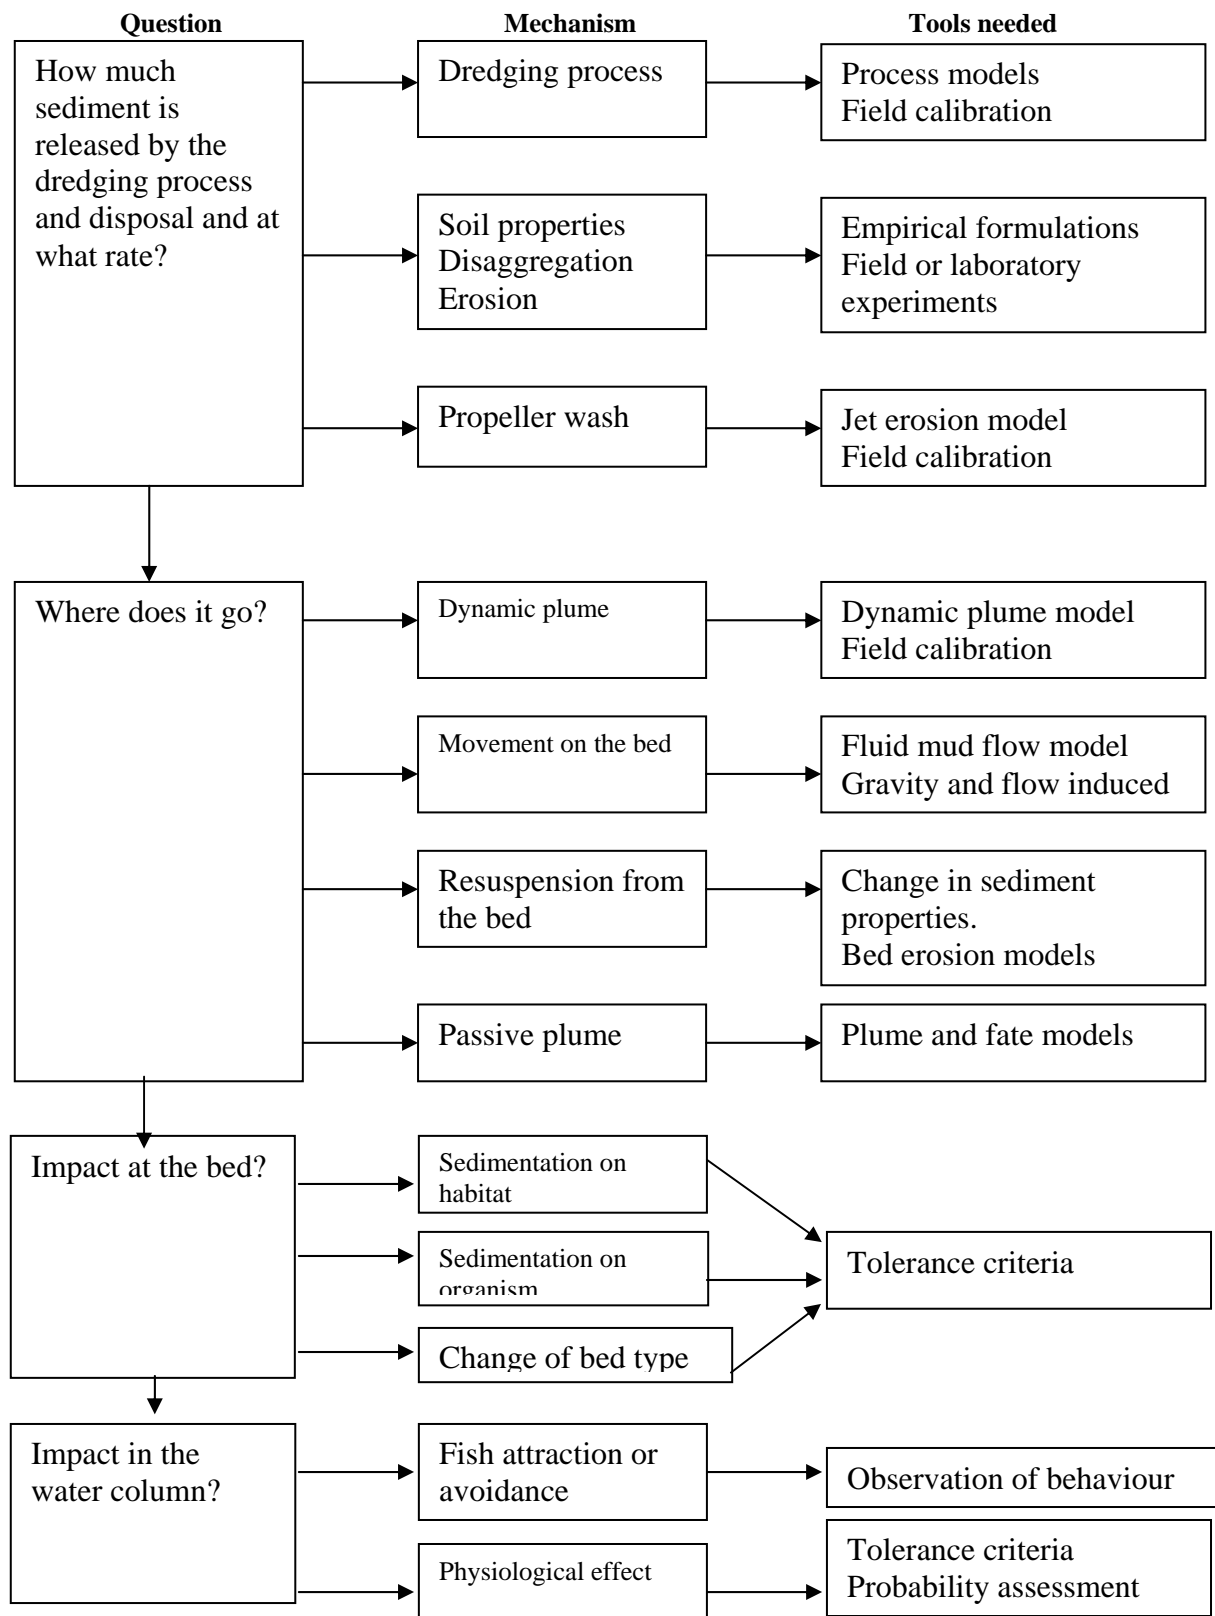 Question
Mechanism
Tools needed
How much
sediment is
released by the
dredging process
and disposal and at
what rate?
Dredging process
Process models
Field calibration
Soil properties
Disaggregation
Erosion
Empirical formulations
Field or laboratory
experiments
Propeller wash
Jet erosion model
Field calibration
Where does it go?
Dynamic plume
Dynamic plume model
Field calibration
Movement on the bed
Fluid mud flow model
Gravity and flow induced
Resuspension from
the bed
Change in sediment
properties.
Bed erosion models
Passive plume
Plume and fate models
Impact at the bed?
Sedimentation on
habitat
Sedimentation on
organism
Change of bed type
Tolerance criteria
Impact in the
water column?
Fish attraction or
avoidance
Observation of behaviour
Physiological effect
Tolerance criteria
Probability assessment